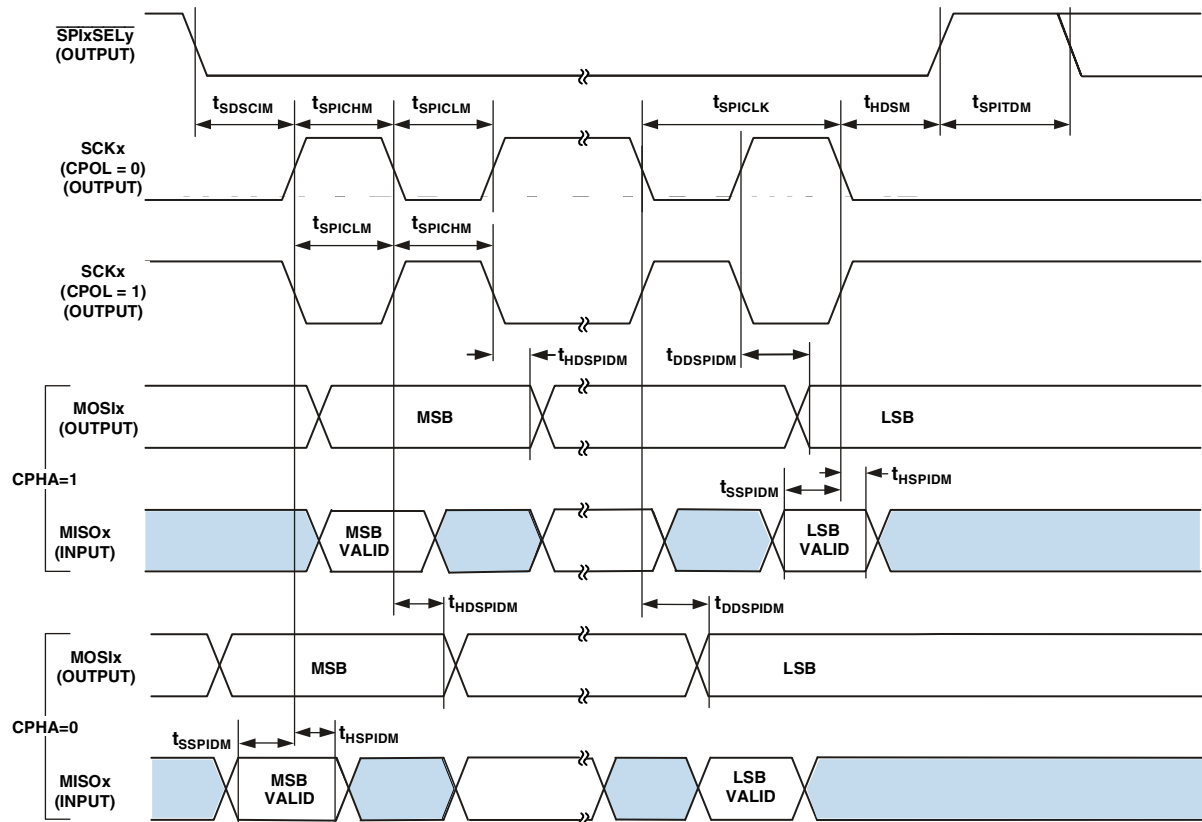 SPIxSELy
(OUTPUT)
tSDSCIM
tSPICHM
tSPICLM
tSPICLK
tHDSM
tSPITDM
SCKx
(CPOL = 0)
(OUTPUT)
tSPICLM
tSPICHM
SCKx
(CPOL = 1)
(OUTPUT)
tHDSPIDM
tDDSPIDM
CPHA=1
MOSIx
(OUTPUT)
MSB
LSB
tSSPIDM
tHSPIDM
MISOx
(INPUT)
MSB
VALID
LSB
VALID
tHDSPIDM
tDDSPIDM
CPHA=0
MOSIx
(OUTPUT)
MSB
LSB
tSSPIDM
tHSPIDM
MISOx
(INPUT)
MSB
VALID
LSB
VALID